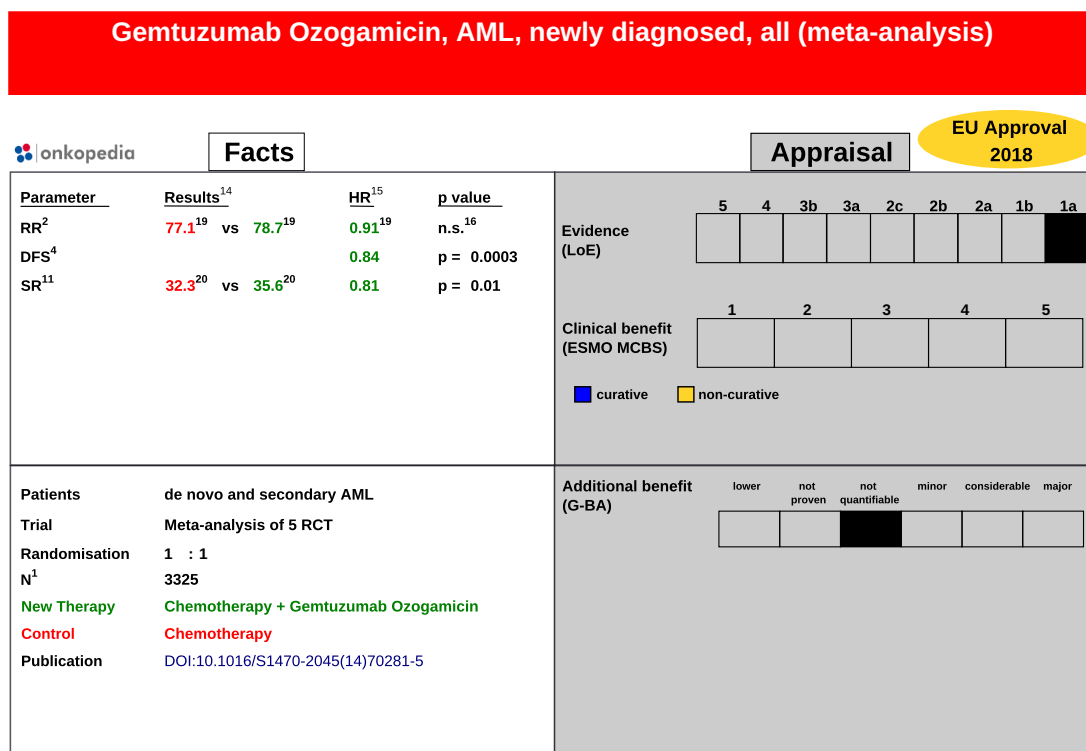 Gemtuzumab Ozogamicin, AML, newly diagnosed, all (meta-analysis)
onkopedia
Facts
Appraisal
EU Approval
2018
Parameter Results14 HR15 p value
RR2 77.119 vs 78.719 0.9119 n.s.16
DFS4 0.84 p = 0.0003
SR11 32.320 vs 35.620 0.81 p = 0.01
5 4 3b 3a 2c 2b 2a 1b 1a
Evidence
(LoE)
1 2 3 4 5
Clinical benefit
(ESMO MCBS)
curative non-curative
Patients de novo and secondary AML
Trial Meta-analysis of 5 RCT
Randomisation 1 : 1
N1 3325
New Therapy Chemotherapy + Gemtuzumab Ozogamicin
Control Chemotherapy
Publication DOI:10.1016/S1470-2045(14)70281-5
Additional benefit
(G-BA)
lower not proven not quantifiable minor considerable major